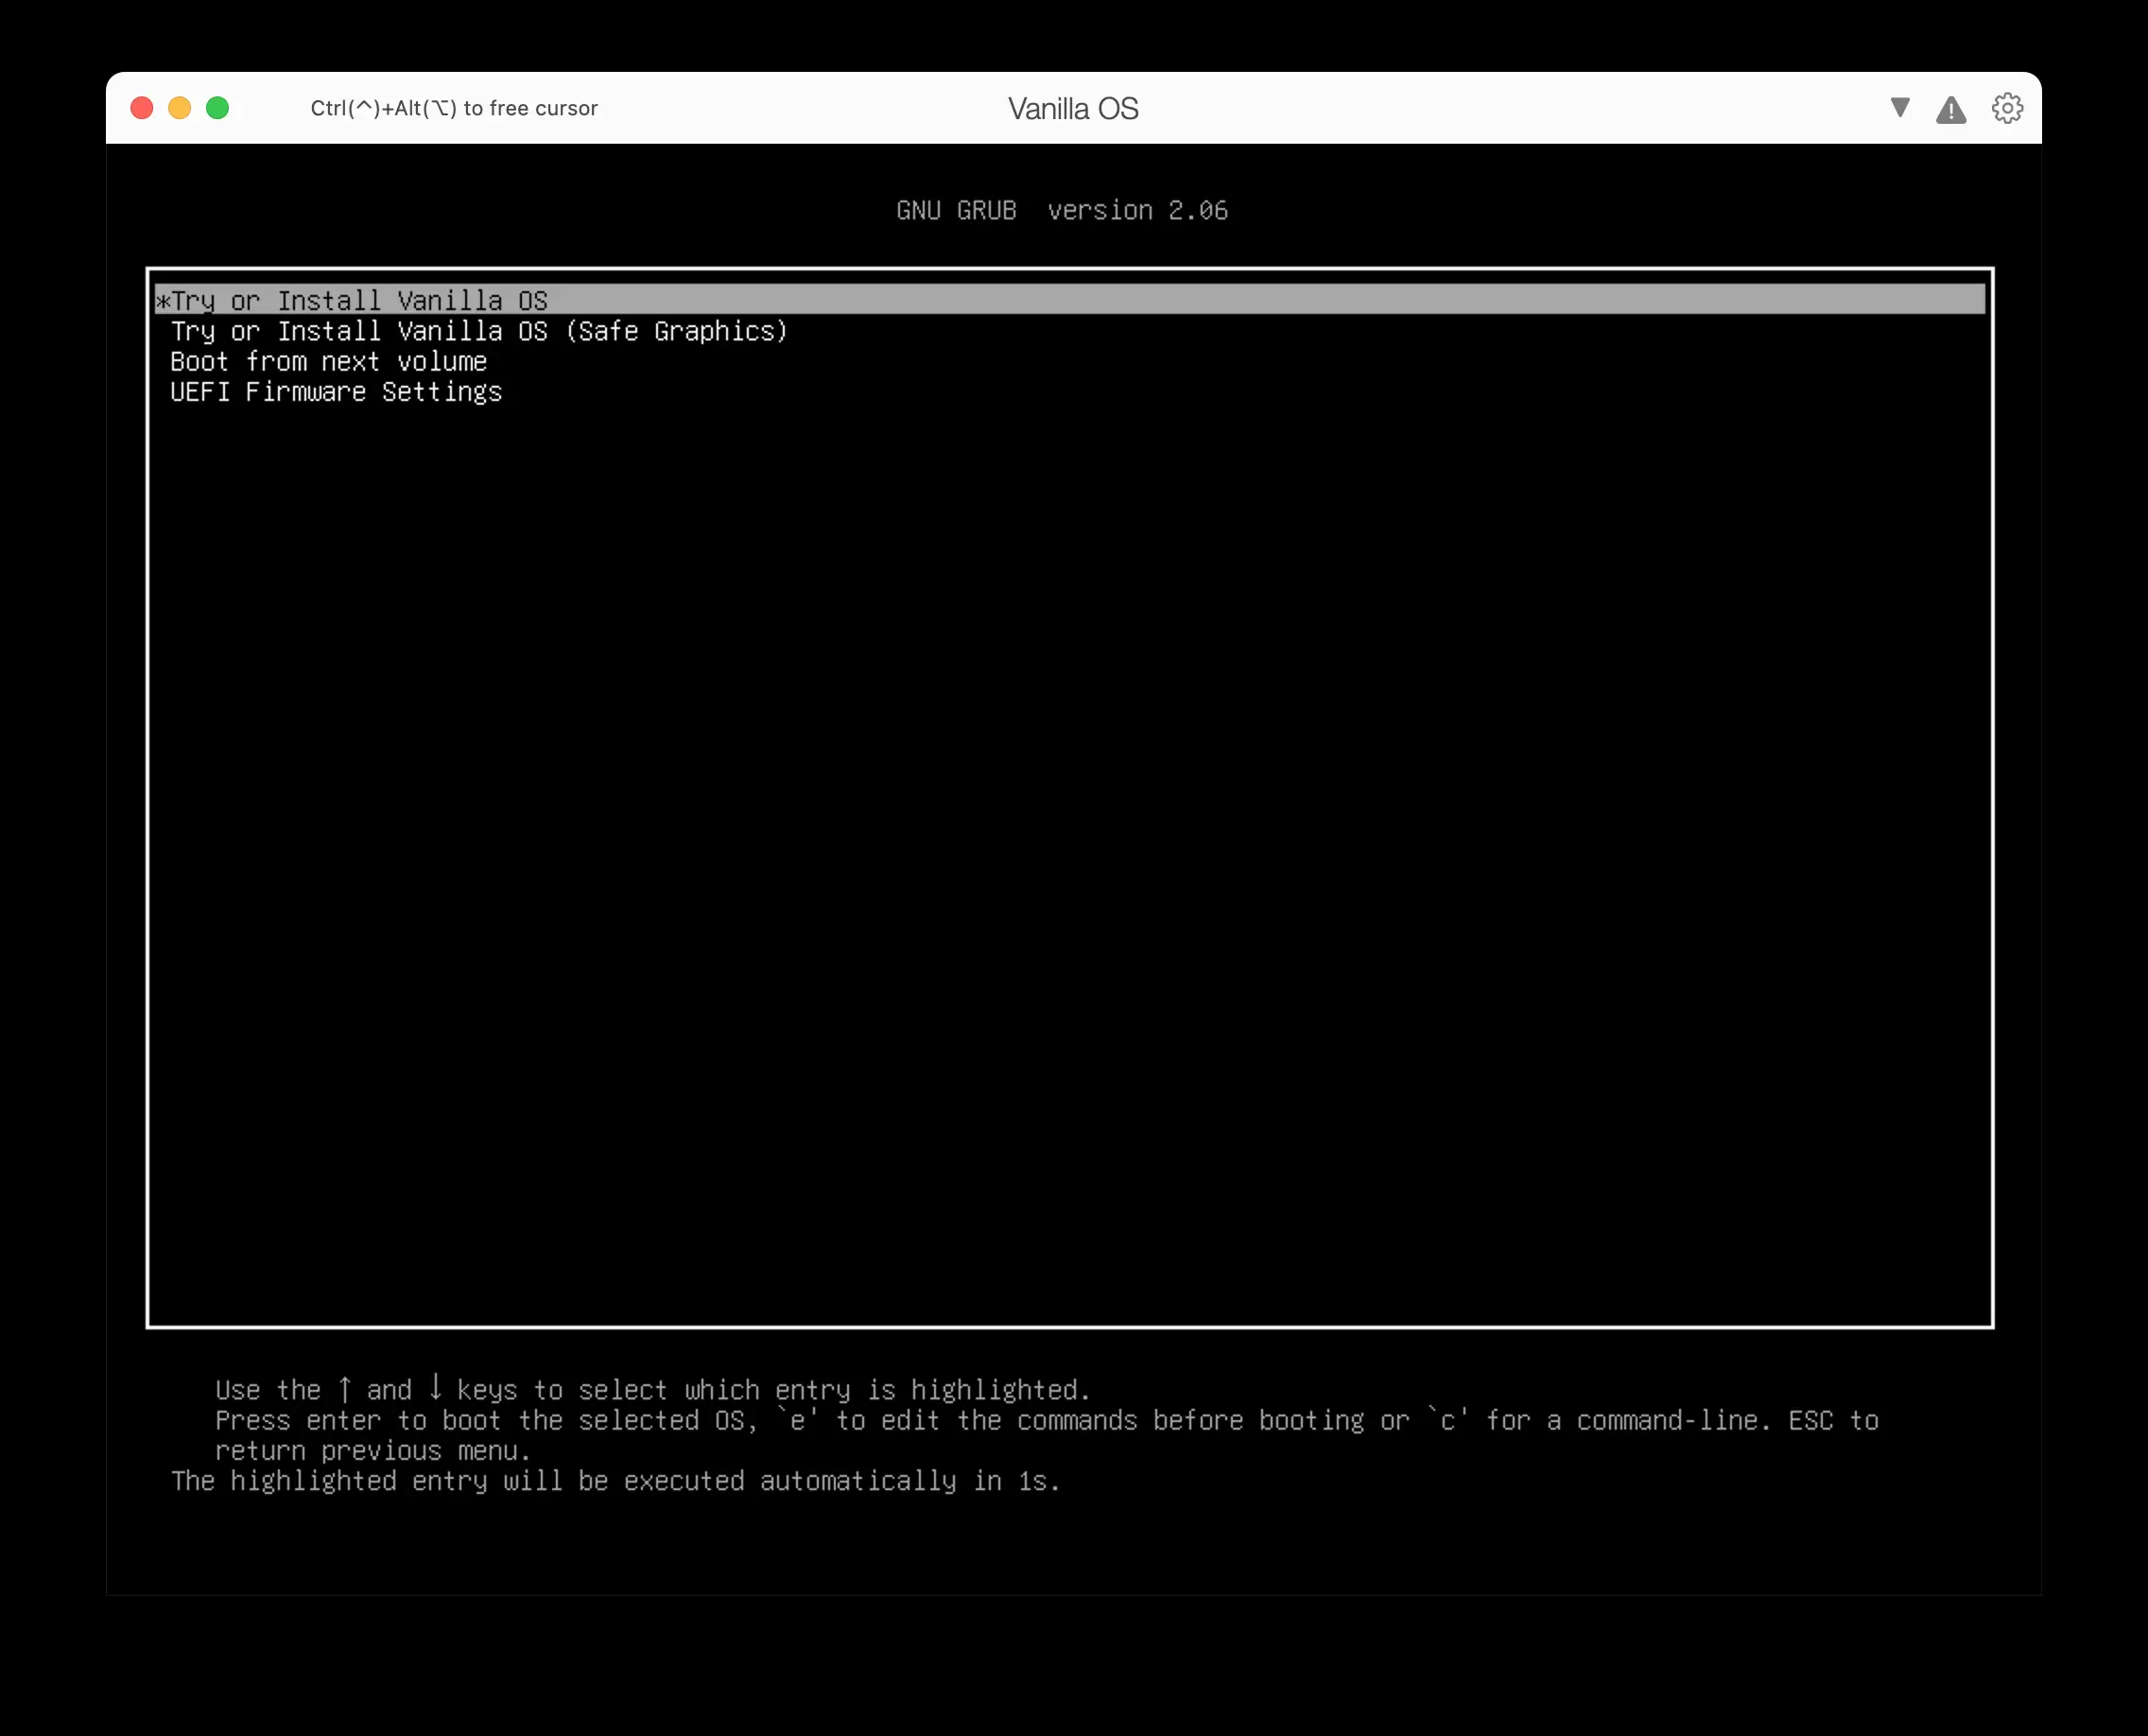 Ctrl(^)+Alt(⌥) to free cursor
Vanilla OS
GNU GRUB  version 2.06
*Try or Install Vanilla OS
Try or Install Vanilla OS (Safe Graphics)
Boot from next volume
UEFI Firmware Settings
Use the ↑ and ↓ keys to select which entry is highlighted.
Press enter to boot the selected OS, `e' to edit the commands before booting or `c' for a command-line. ESC to
return previous menu.
The highlighted entry will be executed automatically in 1s.